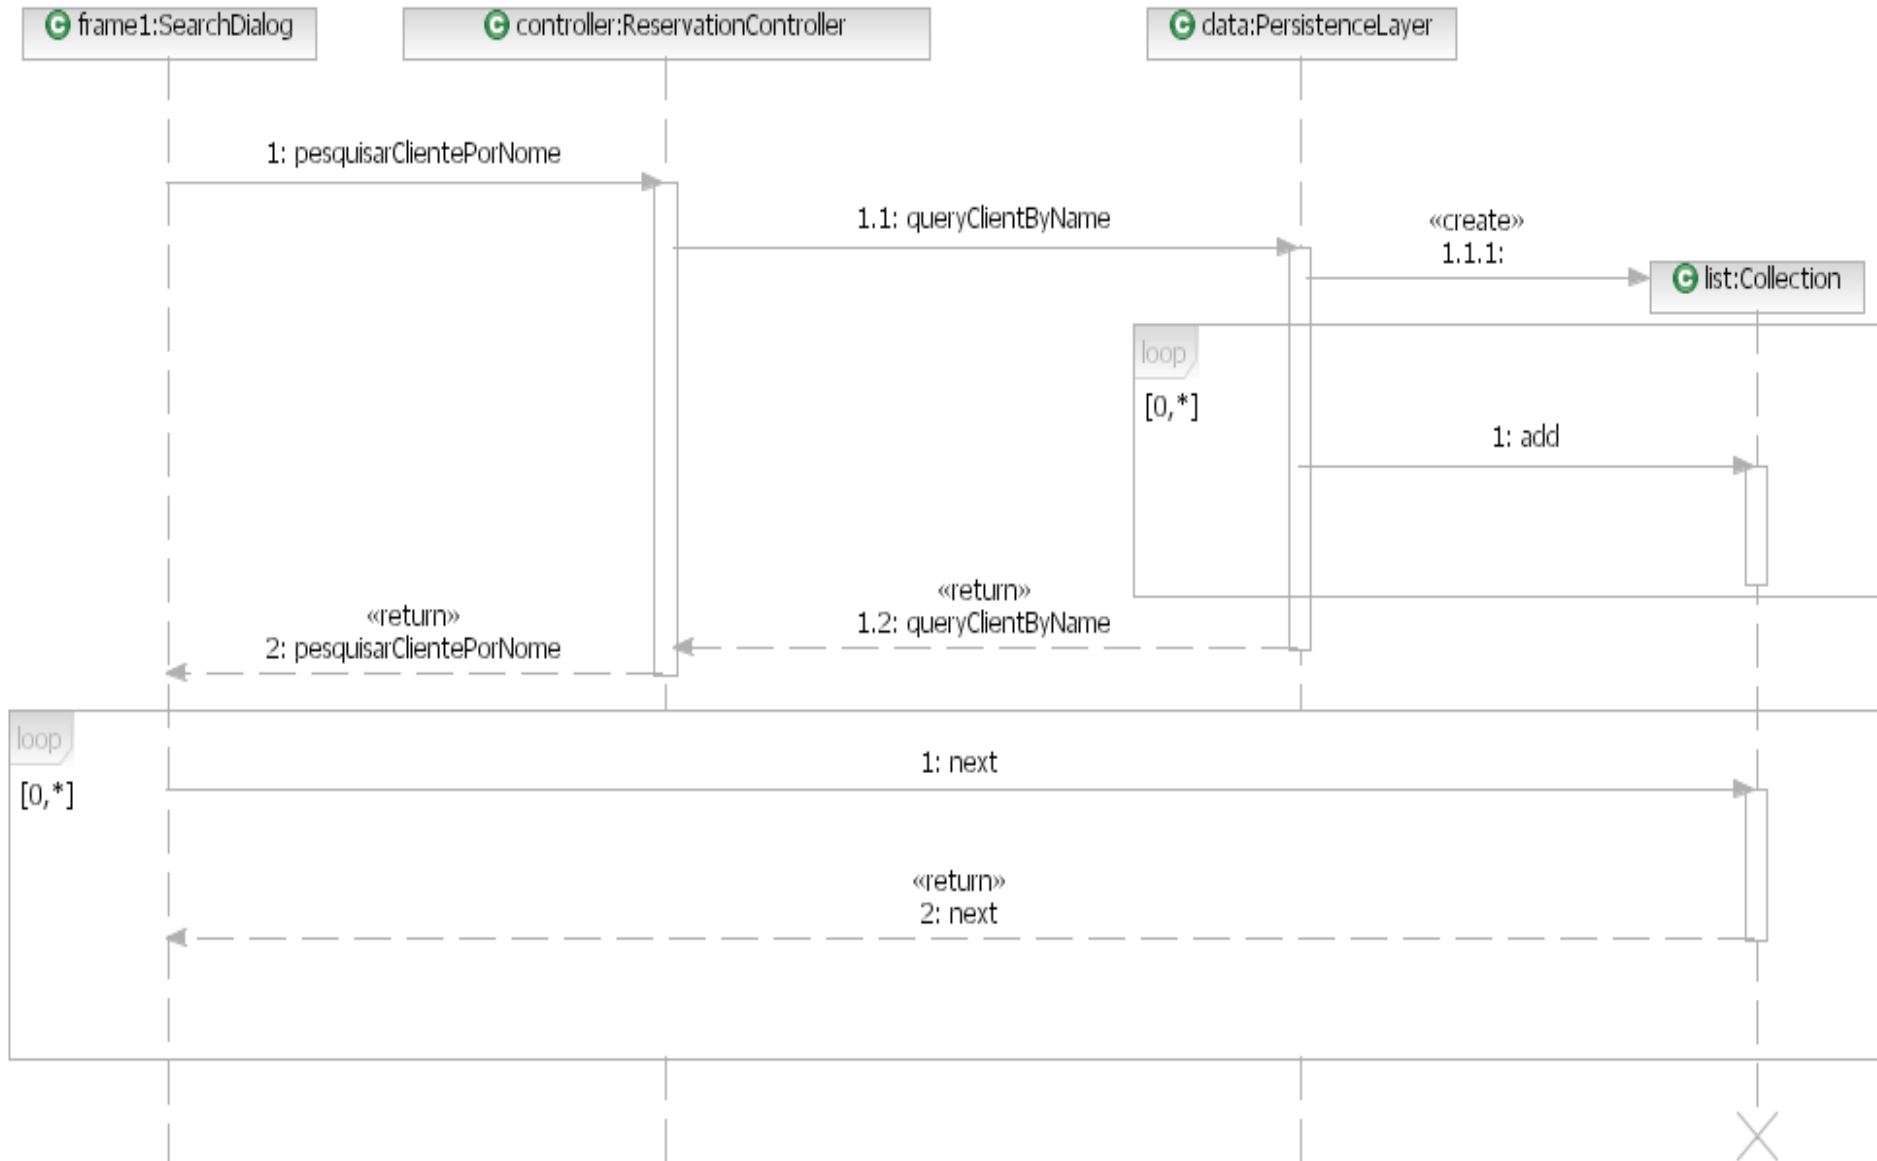 frame1:SearchDialog
controller:ReservationController
data:PersistenceLayer
1: pesquisarClientePorNome
1.1: queryClientByName
«create»
1.1.1:
list:Collection
loop
[0,*]
1: add
«return»
1.2: queryClientByName
«return»
2: pesquisarClientePorNome
loop
[0,*]
1: next
«return»
2: next